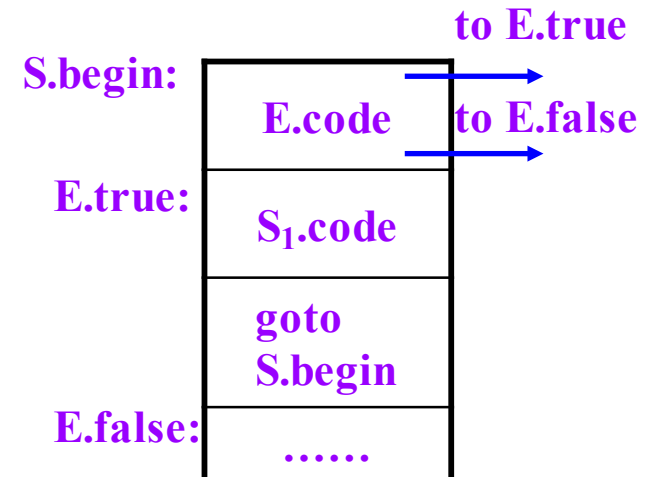 to E.true
S.begin:
E.code
to E.false
E.true:
S₁.code
goto
S.begin
E.false:
......